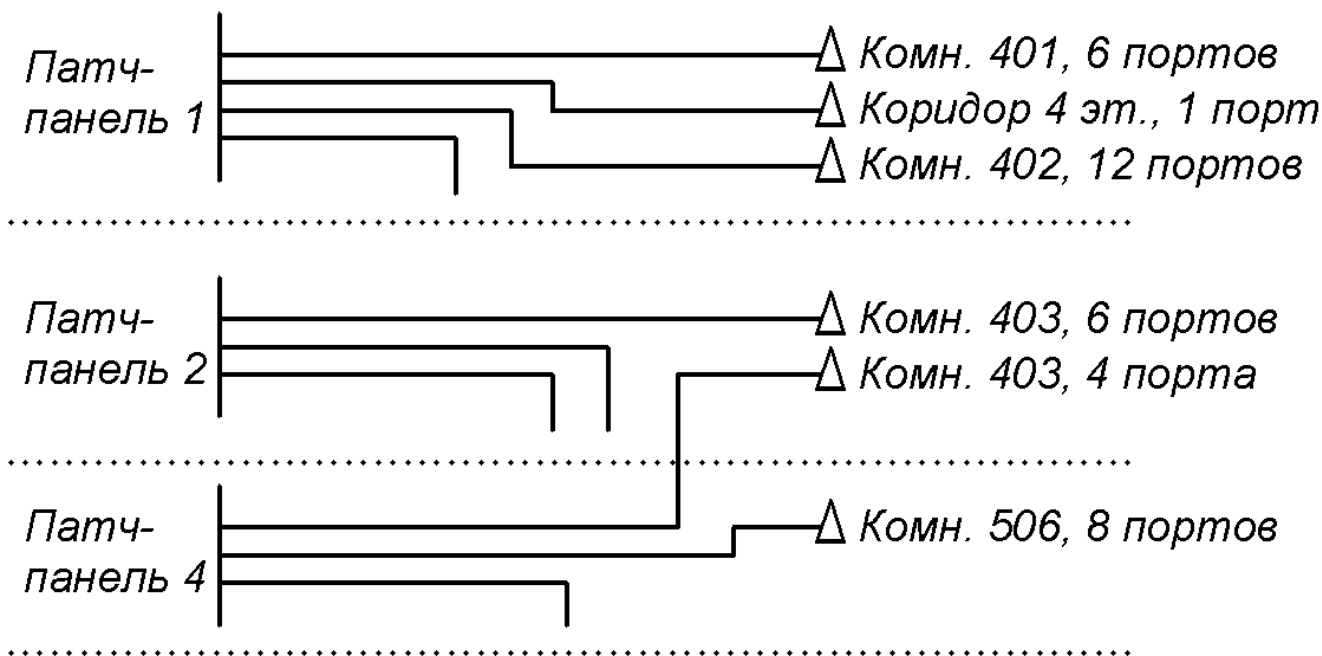 Патч-
панель 1
Комн. 401, 6 портов
Коридор 4 эт., 1 порт
Комн. 402, 12 портов
Патч-
панель 2
Комн. 403, 6 портов
Комн. 403, 4 порта
Патч-
панель 4
Комн. 506, 8 портов